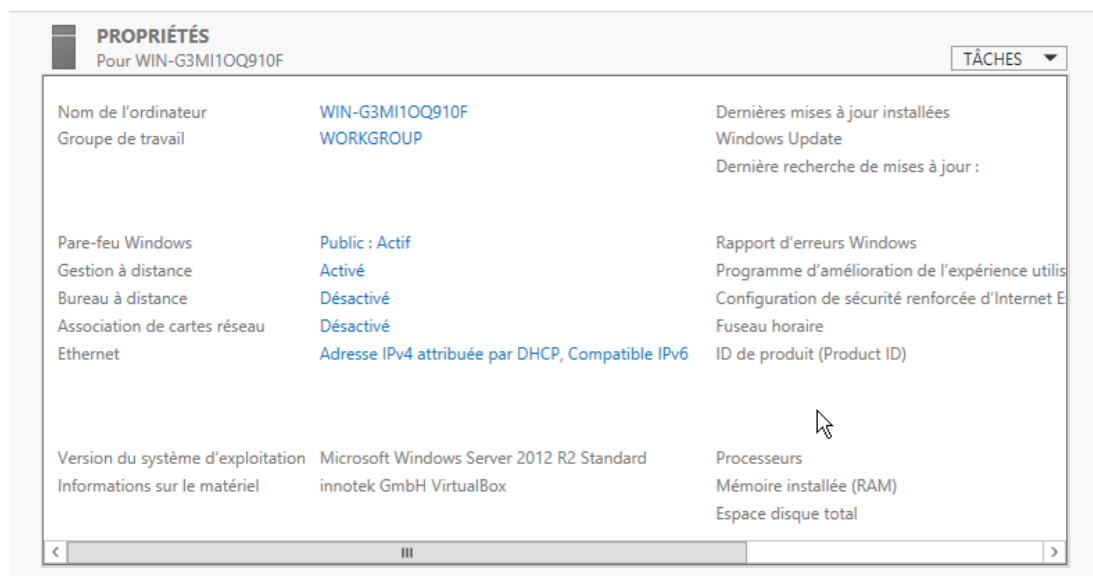 PROPRIÉTÉS
Pour WIN-G3MI1OQ910F
TÂCHES
Nom de l'ordinateur WIN-G3MI1OQ910F Dernières mises à jour installées
Groupe de travail WORKGROUP Windows Update
Dernière recherche de mises à jour :
Pare-feu Windows Public : Actif Rapport d'erreurs Windows
Gestion à distance Activé Programme d'amélioration de l'expérience utilis
Bureau à distance Désactivé Configuration de sécurité renforcée d'Internet E
Association de cartes réseau Désactivé Fuseau horaire
Ethernet Adresse IPv4 attribuée par DHCP, Compatible IPv6 ID de produit (Product ID)
Version du système d'exploitation Microsoft Windows Server 2012 R2 Standard Processeurs
Informations sur le matériel innotek GmbH VirtualBox Mémoire installée (RAM)
Espace disque total